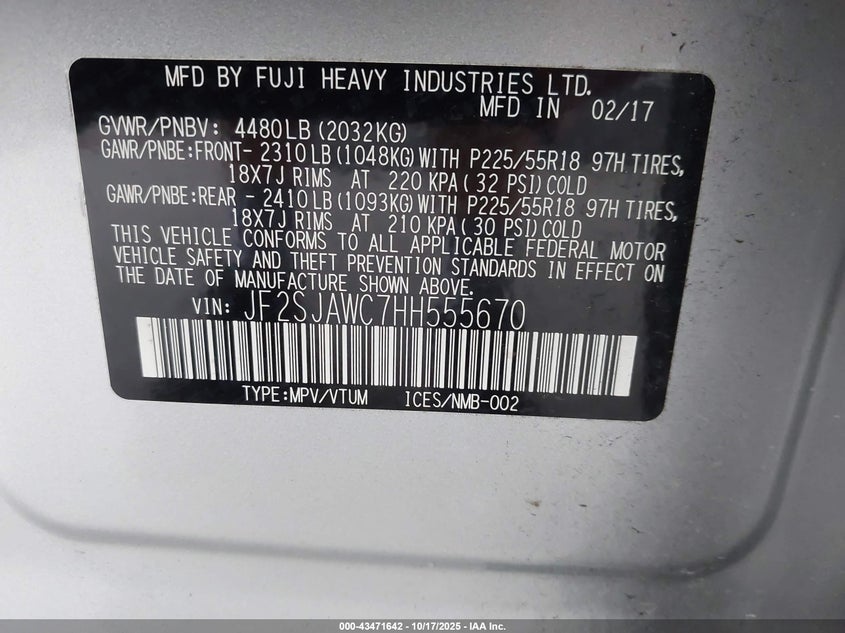 MFD BY FUJI HEAVY INDUSTRIES LTD.
MFD IN 02/17
GVWR/PNBV: 4480LB(2032KG)
GAWR/PNBE:FRONT- 2310LB(1048KG)WITH P225/55R18 97H TIRES,
18X7J RIMS AT 220 KPA( 32 PSI)COLD
GAWR/PNBE:REAR - 2410LB(1093KG)WITH P225/55R18 97H TIRES,
18X7J RIMS AT 210 KPA( 30 PSI)COLD
THIS VEHICLE CONFORMS TO ALL APPLICABLE FEDERAL MOTOR
VEHICLE SAFETY AND THEFT PREVENTION STANDARDS IN EFFECT ON
THE DATE OF MANUFACTURE SHOWN ABOVE.
VIN: JF2SJAWC7HH555670
TYPE:MPV/VTUM ICES/NMB-002
000-43471642 | 10/17/2025 - IAA Inc.